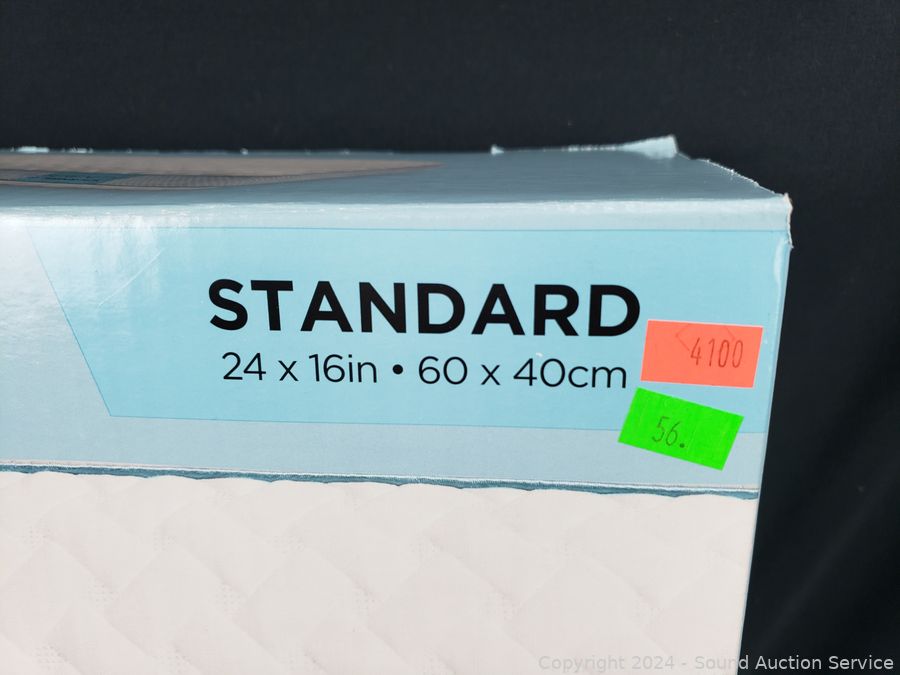 STANDARD
24 x 16in • 60 x 40cm
4100
56.
Copyright 2024 - Sound Auction Service